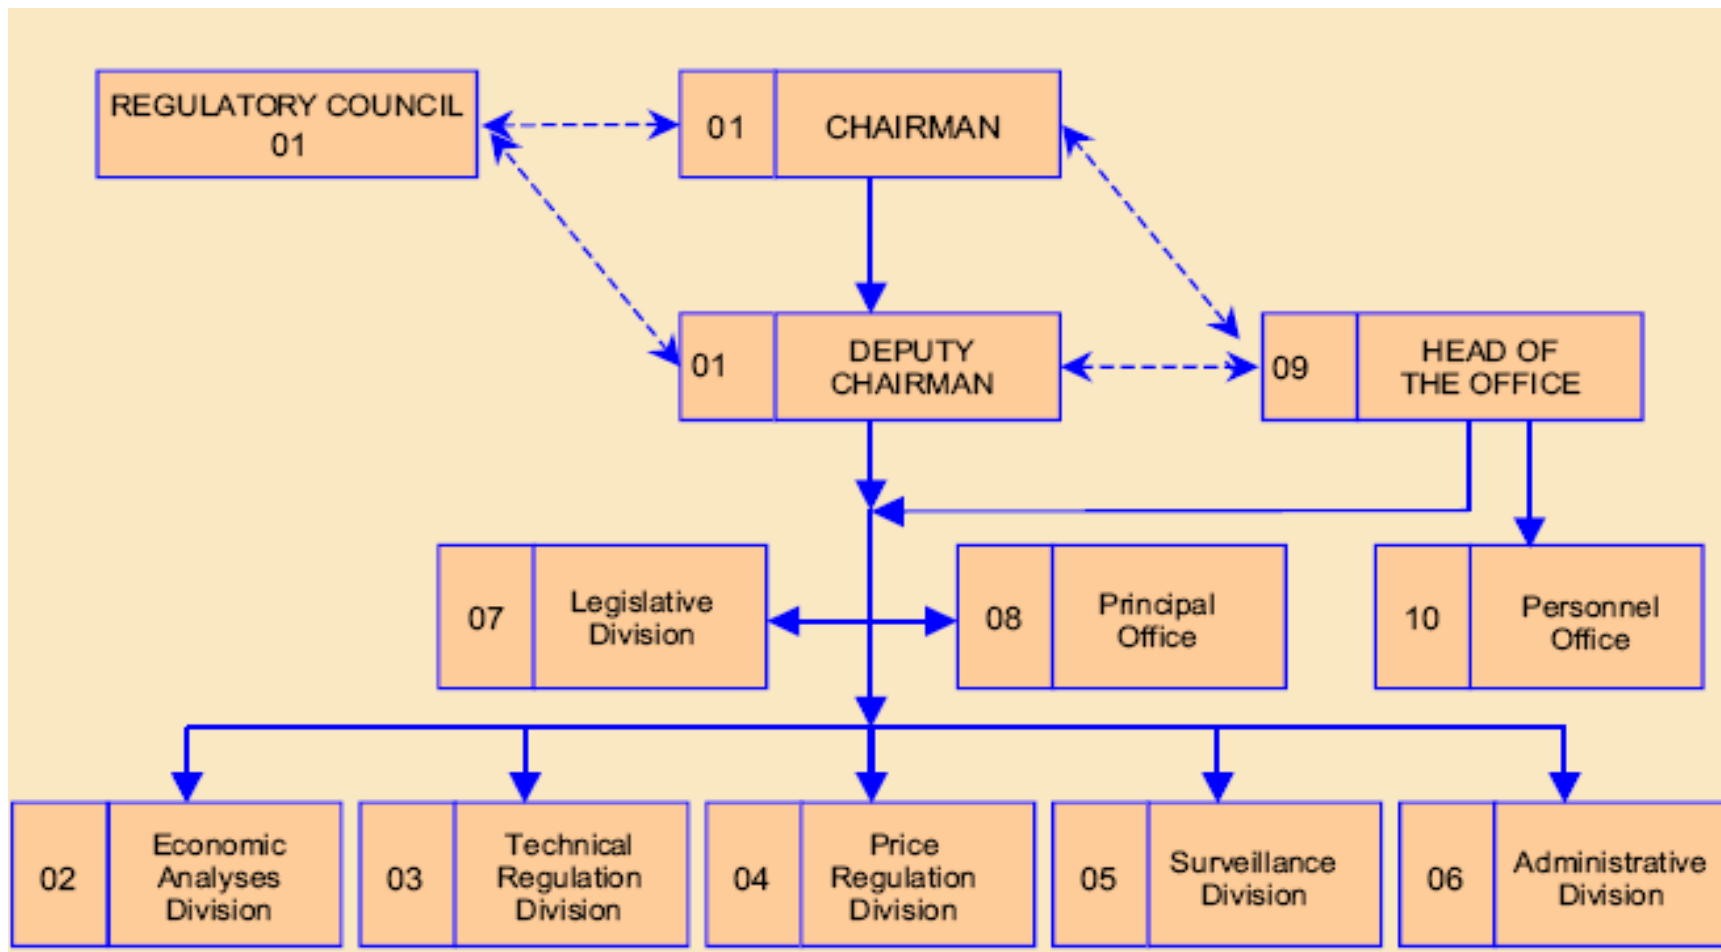 REGULATORY COUNCIL
01
01
CHAIRMAN
01
DEPUTY
CHAIRMAN
09
HEAD OF
THE OFFICE
07
Legislative
Division
08
Principal
Office
10
Personnel
Office
02
Economic
Analyses
Division
03
Technical
Regulation
Division
04
Price
Regulation
Division
05
Surveillance
Division
06
Administrative
Division